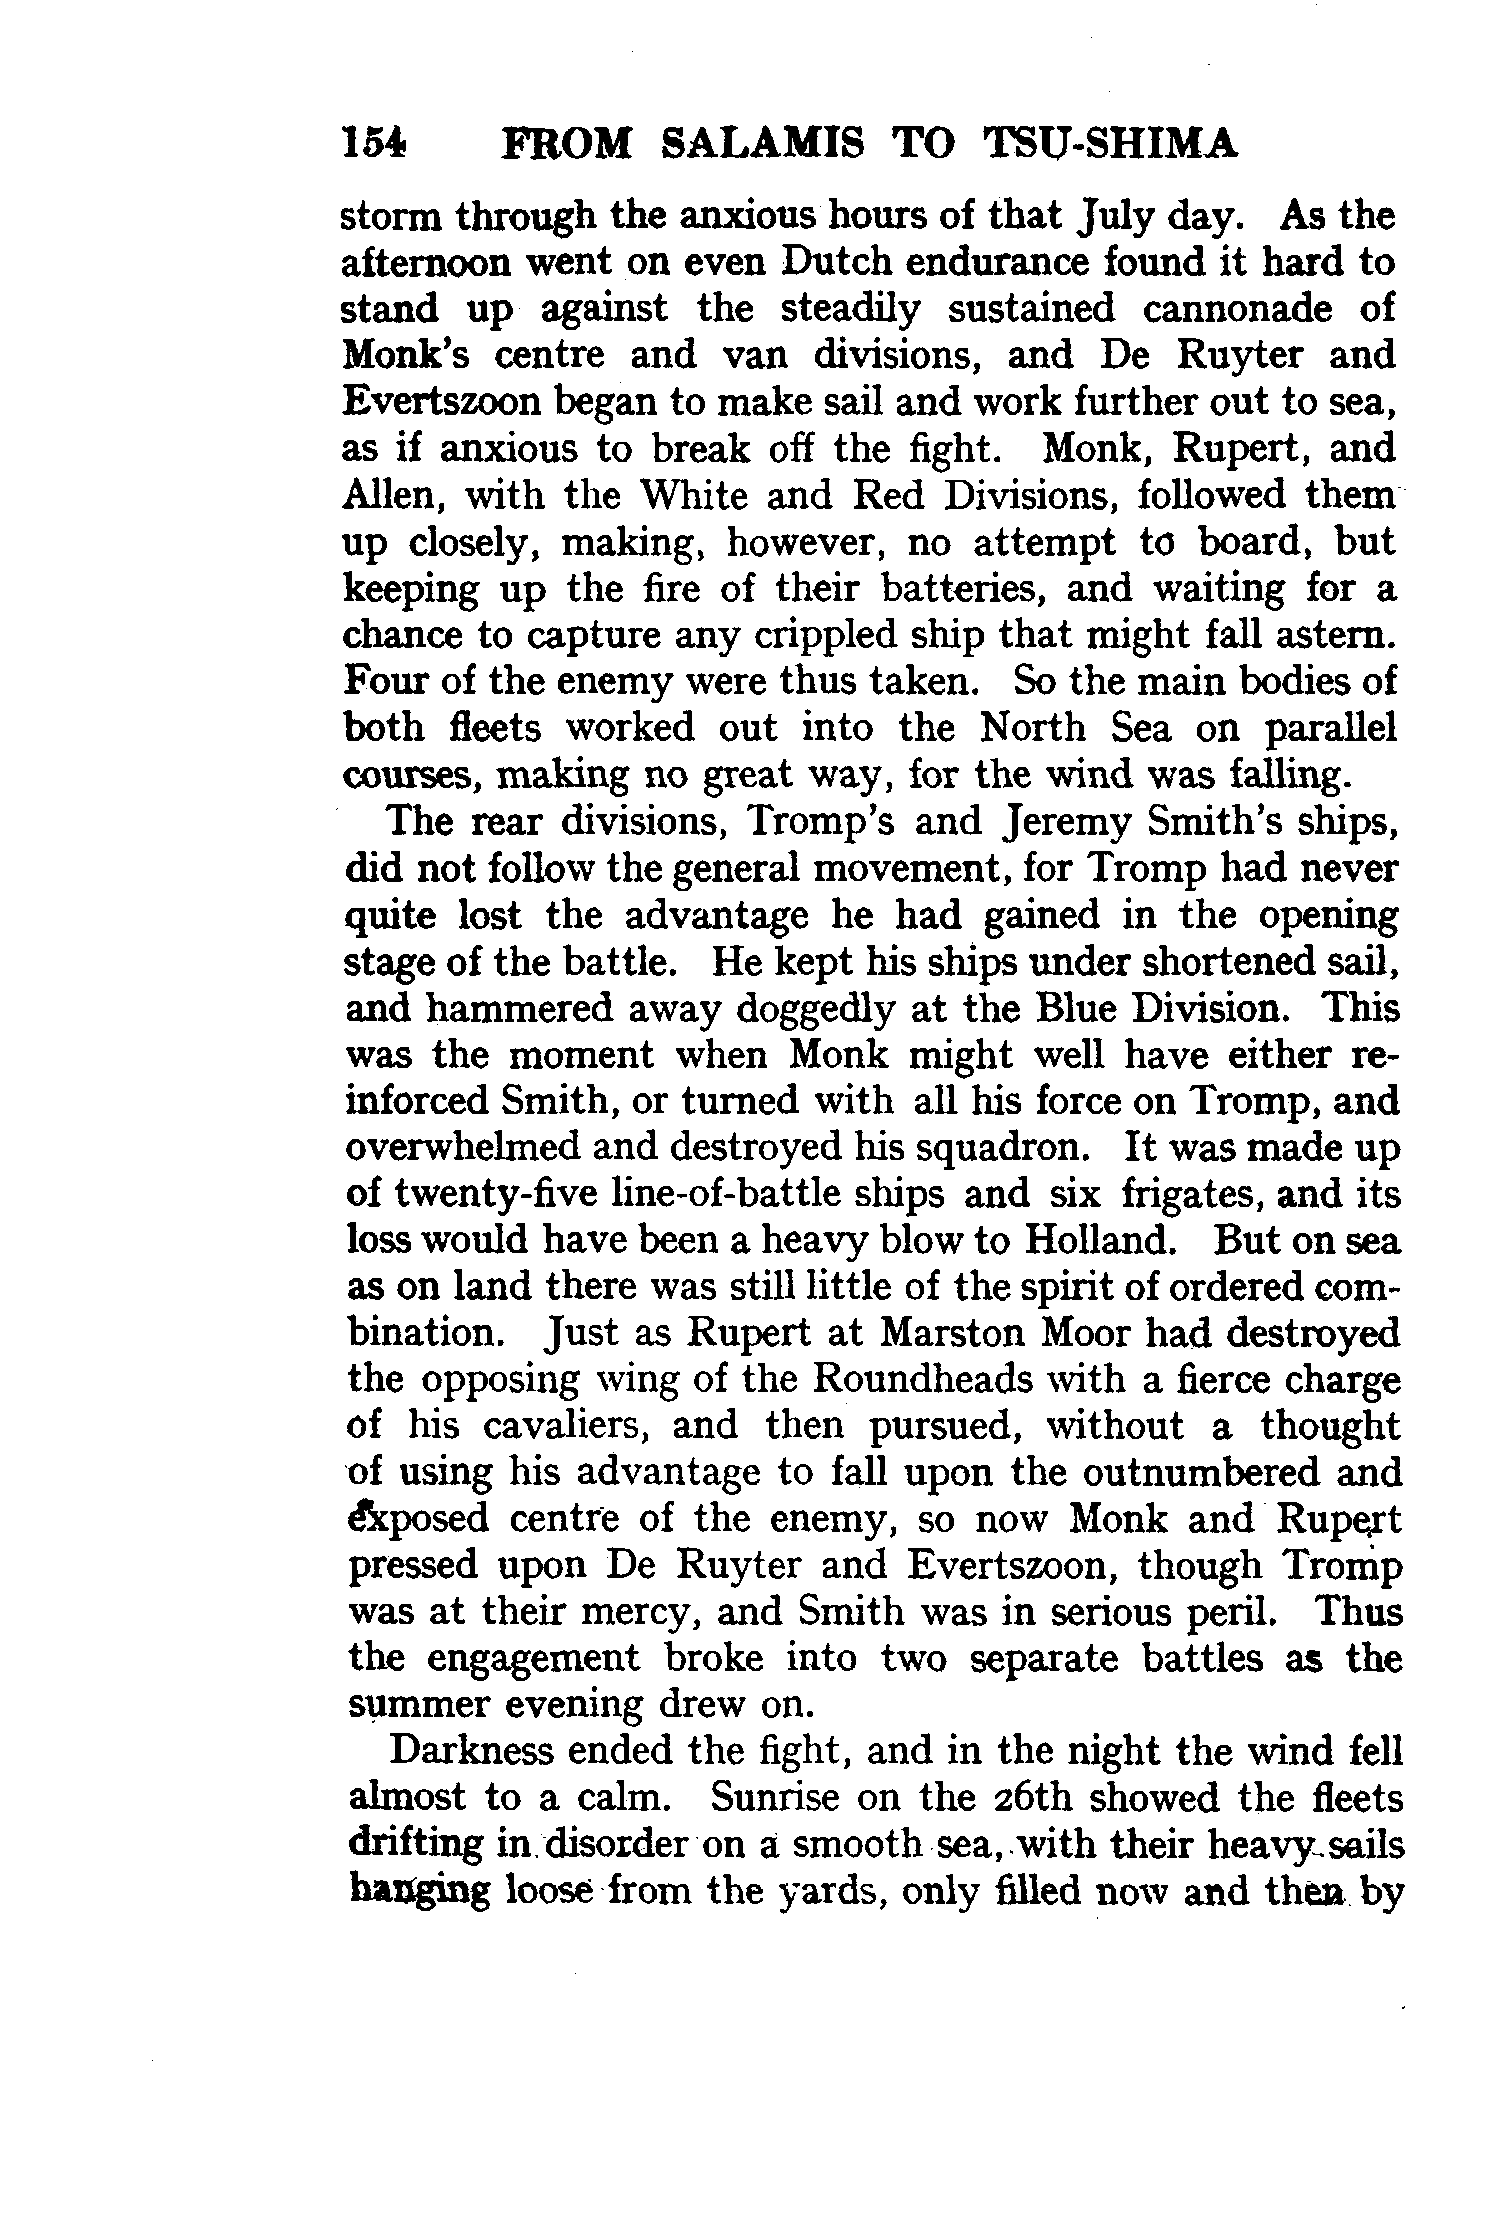 154 FROM SALAMIS TO TSU-SHIMA
storm through the anxious hours of that July day. As the
afternoon went on even Dutch endurance found it hard to
stand up against the steadily sustained cannonade of
Monk's centre and van divisions, and De Ruyter and
Evertszoon began to make sail and work further out to sea,
as if anxious to break off the fight. Monk, Rupert, and
Allen, with the White and Red Divisions, followed them
up closely, making, however, no attempt to board, but
keeping up the fire of their batteries, and waiting for a
chance to capture any crippled ship that might fall astern.
Four of the enemy were thus taken. So the main bodies of
both fleets worked out into the North Sea on parallel
courses, making no great way, for the wind was falling.
The rear divisions, Tromp's and Jeremy Smith's ships,
did not follow the general movement, for Tromp had never
quite lost the advantage he had gained in the opening
stage of the battle. He kept his ships under shortened sail,
and hammered away doggedly at the Blue Division. This
was the moment when Monk might well have either re-
inforced Smith, or turned with all his force on Tromp, and
overwhelmed and destroyed his squadron. It was made up
of twenty-five line-of-battle ships and six frigates, and its
loss would have been a heavy blow to Holland. But on sea
as on land there was still little of the spirit of ordered com-
bination. Just as Rupert at Marston Moor had destroyed
the opposing wing of the Roundheads with a fierce charge
of his cavaliers, and then pursued, without a thought
of using his advantage to fall upon the outnumbered and
exposed centre of the enemy, so now Monk and Rupert
pressed upon De Ruyter and Evertszoon, though Tromp
was at their mercy, and Smith was in serious peril. Thus
the engagement broke into two separate battles as the
summer evening drew on.
Darkness ended the fight, and in the night the wind fell
almost to a calm. Sunrise on the 26th showed the fleets
drifting in disorder on a smooth sea, with their heavy sails
hanging loose from the yards, only filled now and then by